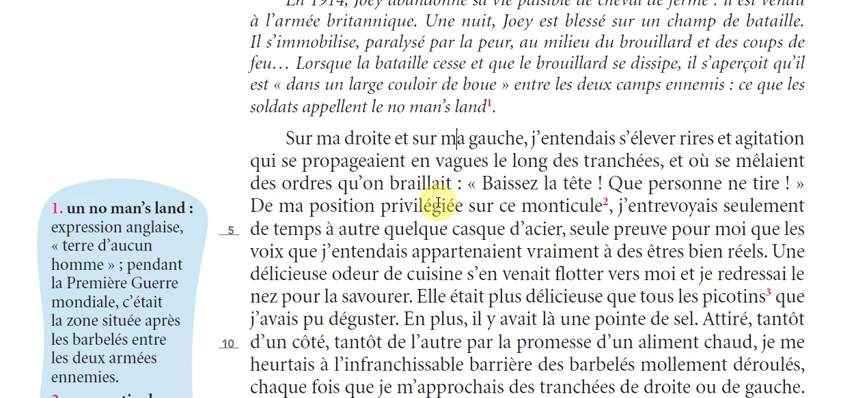 En 1914, Joey abandonne sa vie paisible de cheval de ferme : il est vendu
à l'armée britannique. Une nuit, Joey est blessé sur un champ de bataille.
Il s'immobilise, paralysé par la peur, au milieu du brouillard et des coups de
feu… Lorsque la bataille cesse et que le brouillard se dissipe, il s'aperçoit qu'il
est « dans un large couloir de boue » entre les deux camps ennemis : ce que les
soldats appellent le no man's land¹.
Sur ma droite et sur ma gauche, j'entendais s'élever rires et agitation
qui se propageaient en vagues le long des tranchées, et où se mêlaient
des ordres qu'on braillait : « Baissez la tête ! Que personne ne tire ! »
De ma position privilégiée sur ce monticule², j'entrevoyais seulement
5 de temps à autre quelque casque d'acier, seule preuve pour moi que les
voix que j'entendais appartenaient vraiment à des êtres bien réels. Une
délicieuse odeur de cuisine s'en venait flotter vers moi et je redressai le
nez pour la savourer. Elle était plus délicieuse que tous les picotins³ que
j'avais pu déguster. En plus, il y avait là une pointe de sel. Attiré, tantôt
10 d'un côté, tantôt de l'autre par la promesse d'un aliment chaud, je me
heurtais à l'infranchissable barrière des barbelés mollement déroulés,
chaque fois que je m'approchais des tranchées de droite ou de gauche.
1. un no man's land :
expression anglaise,
« terre d'aucun
homme » ; pendant
la Première Guerre
mondiale, c'était
la zone située après
les barbelés entre
les deux armées
ennemies.